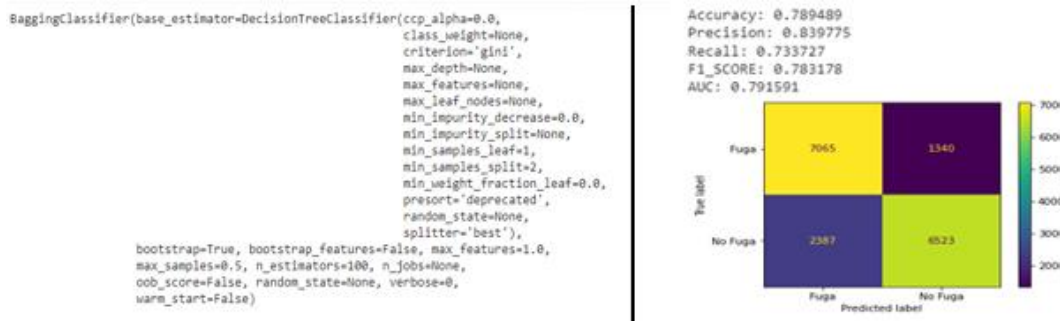 BaggingClassifier(base_estimator=DecisionTreeClassifier(ccp_alpha=0.0,
class_weight=None,
criterion='gini',
max_depth=None,
max_features=None,
max_leaf_nodes=None,
min_impurity_decrease=0.0,
min_impurity_split=None,
min_samples_leaf=1,
min_samples_split=2,
min_weight_fraction_leaf=0.0,
presort='deprecated',
random_state=None,
splitter='best'),
bootstrap=True, bootstrap_features=False, max_features=1.0,
max_samples=0.5, n_estimators=100, n_jobs=None,
oob_score=False, random_state=None, verbose=0,
warm_start=False)
Accuracy: 0.789489
Precision: 0.839775
Recall: 0.733727
F1_SCORE: 0.783178
AUC: 0.791591
Fuga
7065
1340
No Fuga
2387
6523
True label
Fuga
No Fuga
Predicted label
7000
6000
5000
4000
3000
2000